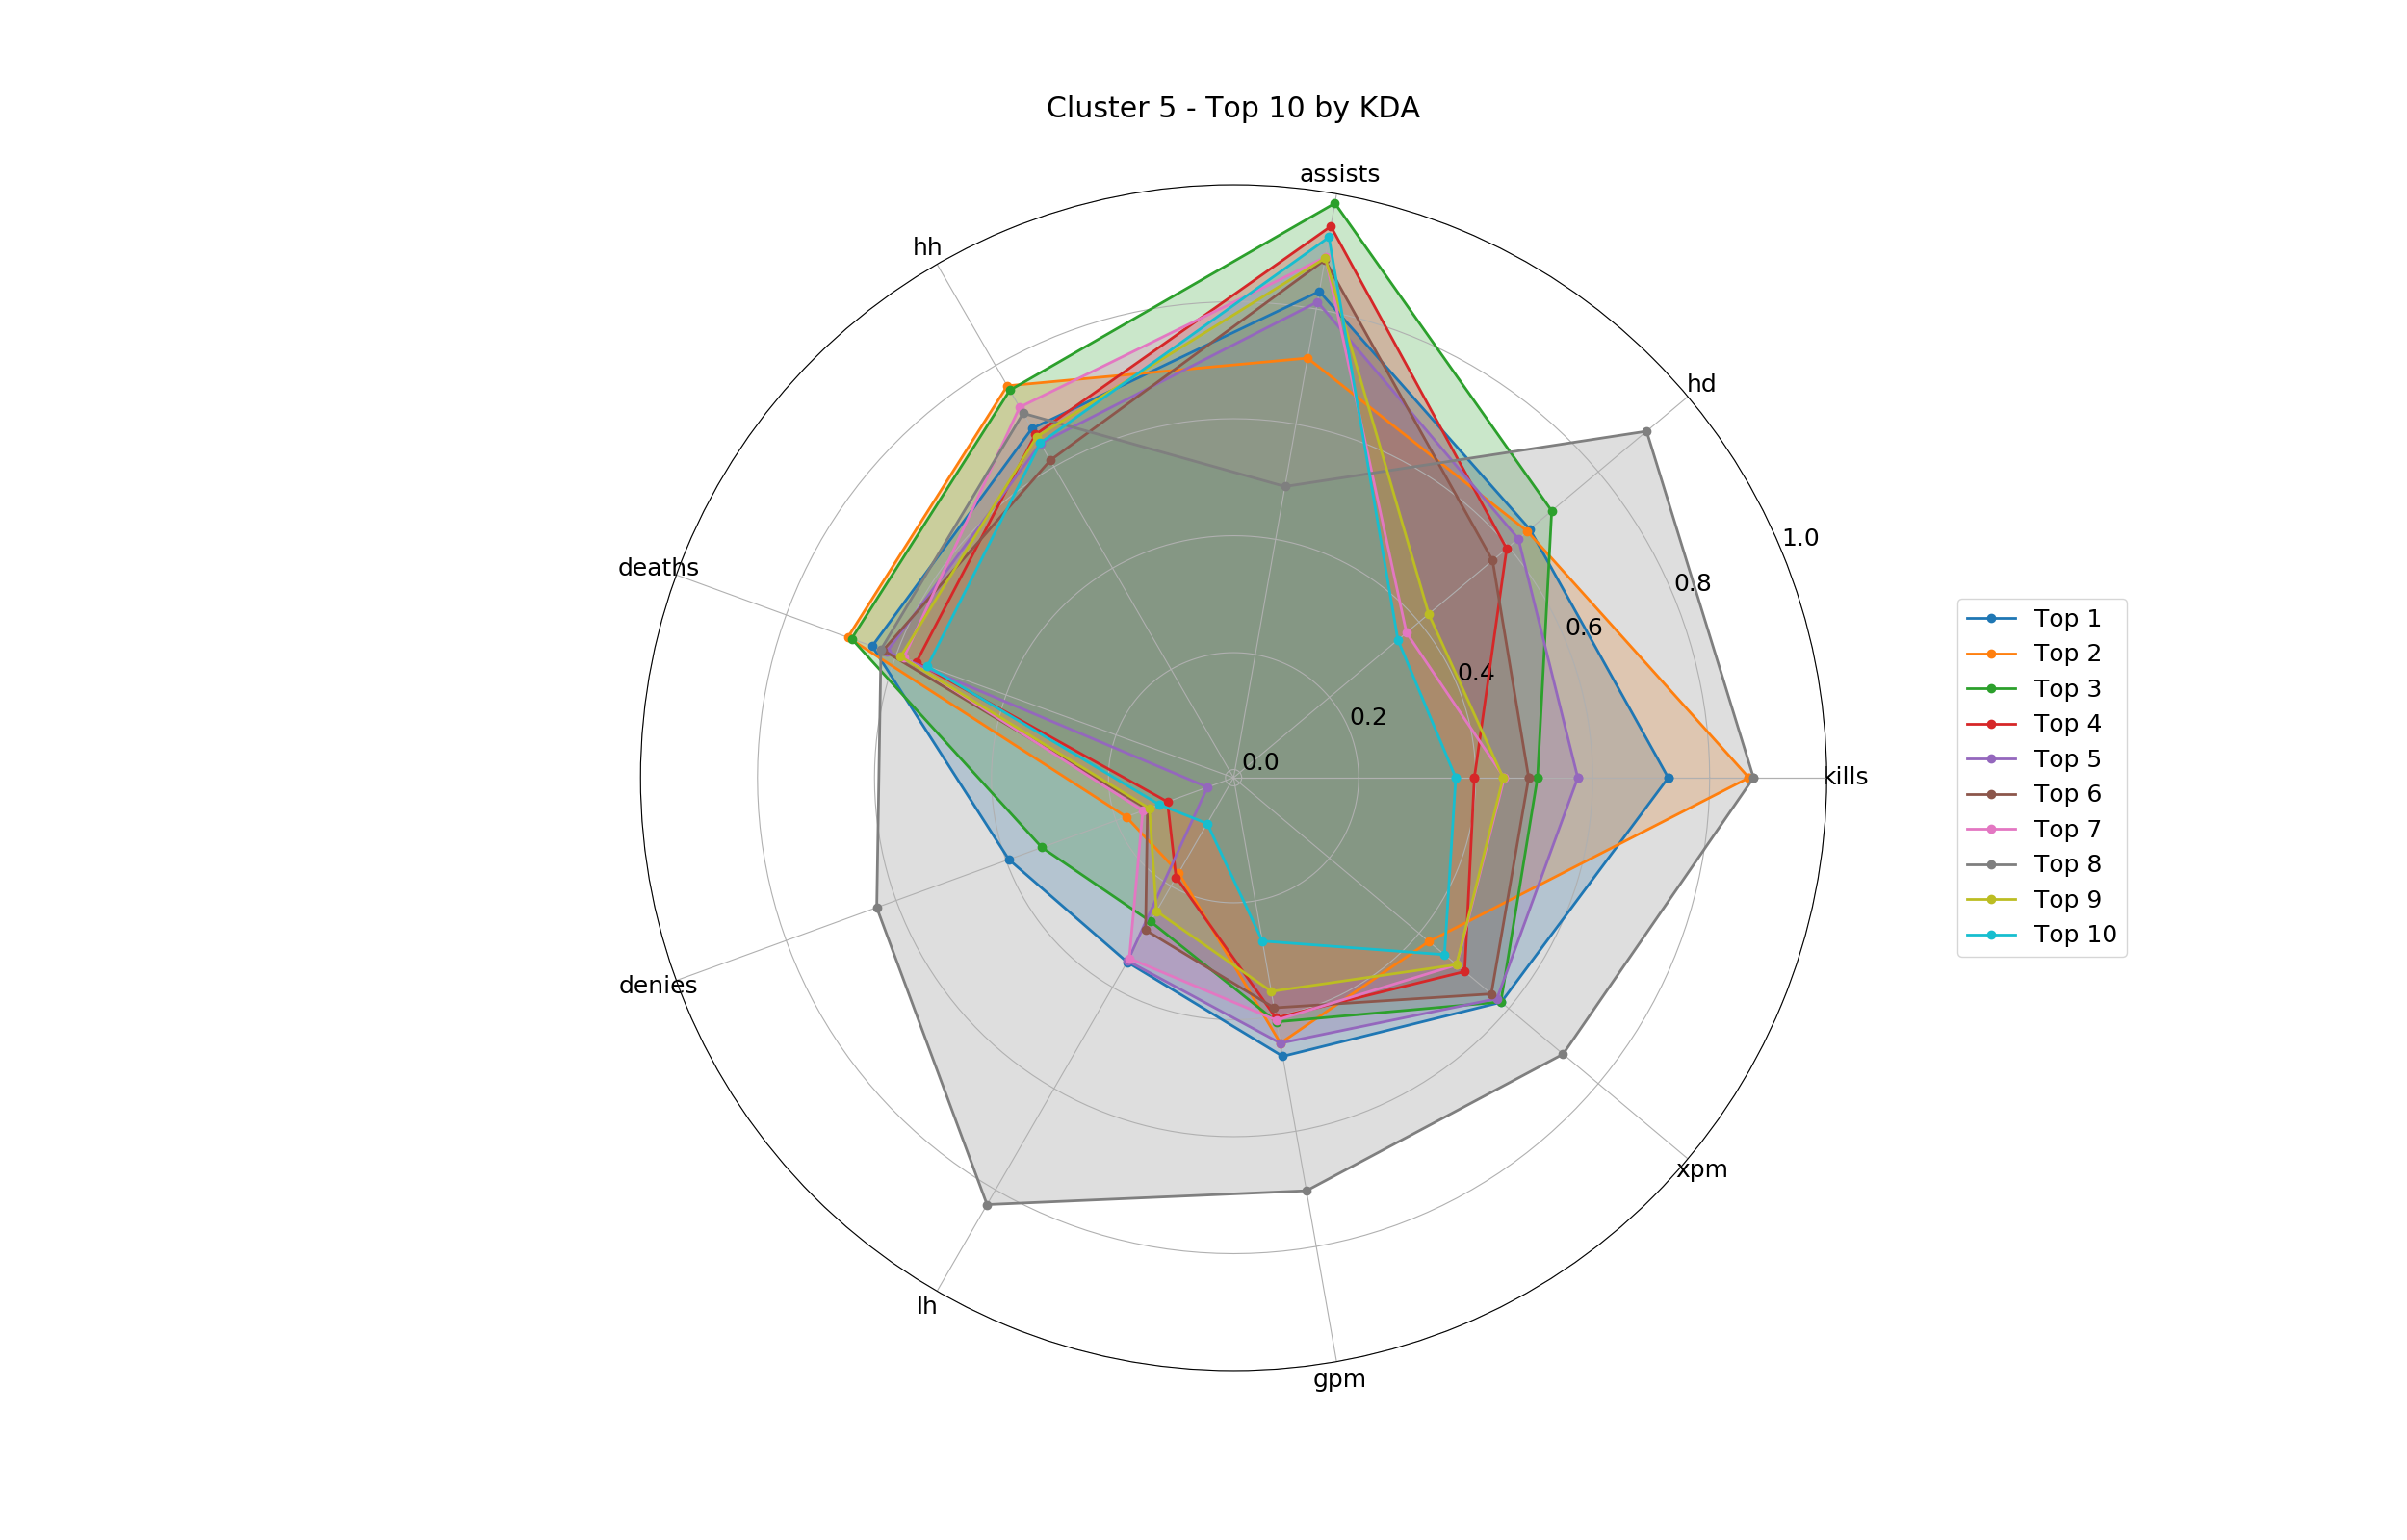 Cluster 5 - Top 10 by KDA
assists
hh
hd
1.0
deaths
0.8
0.6
0.4
0.2
0.0
kills
denies
xpm
lh
gpm
Top 1
Top 2
Top 3
Top 4
Top 5
Top 6
Top 7
Top 8
Top 9
Top 10